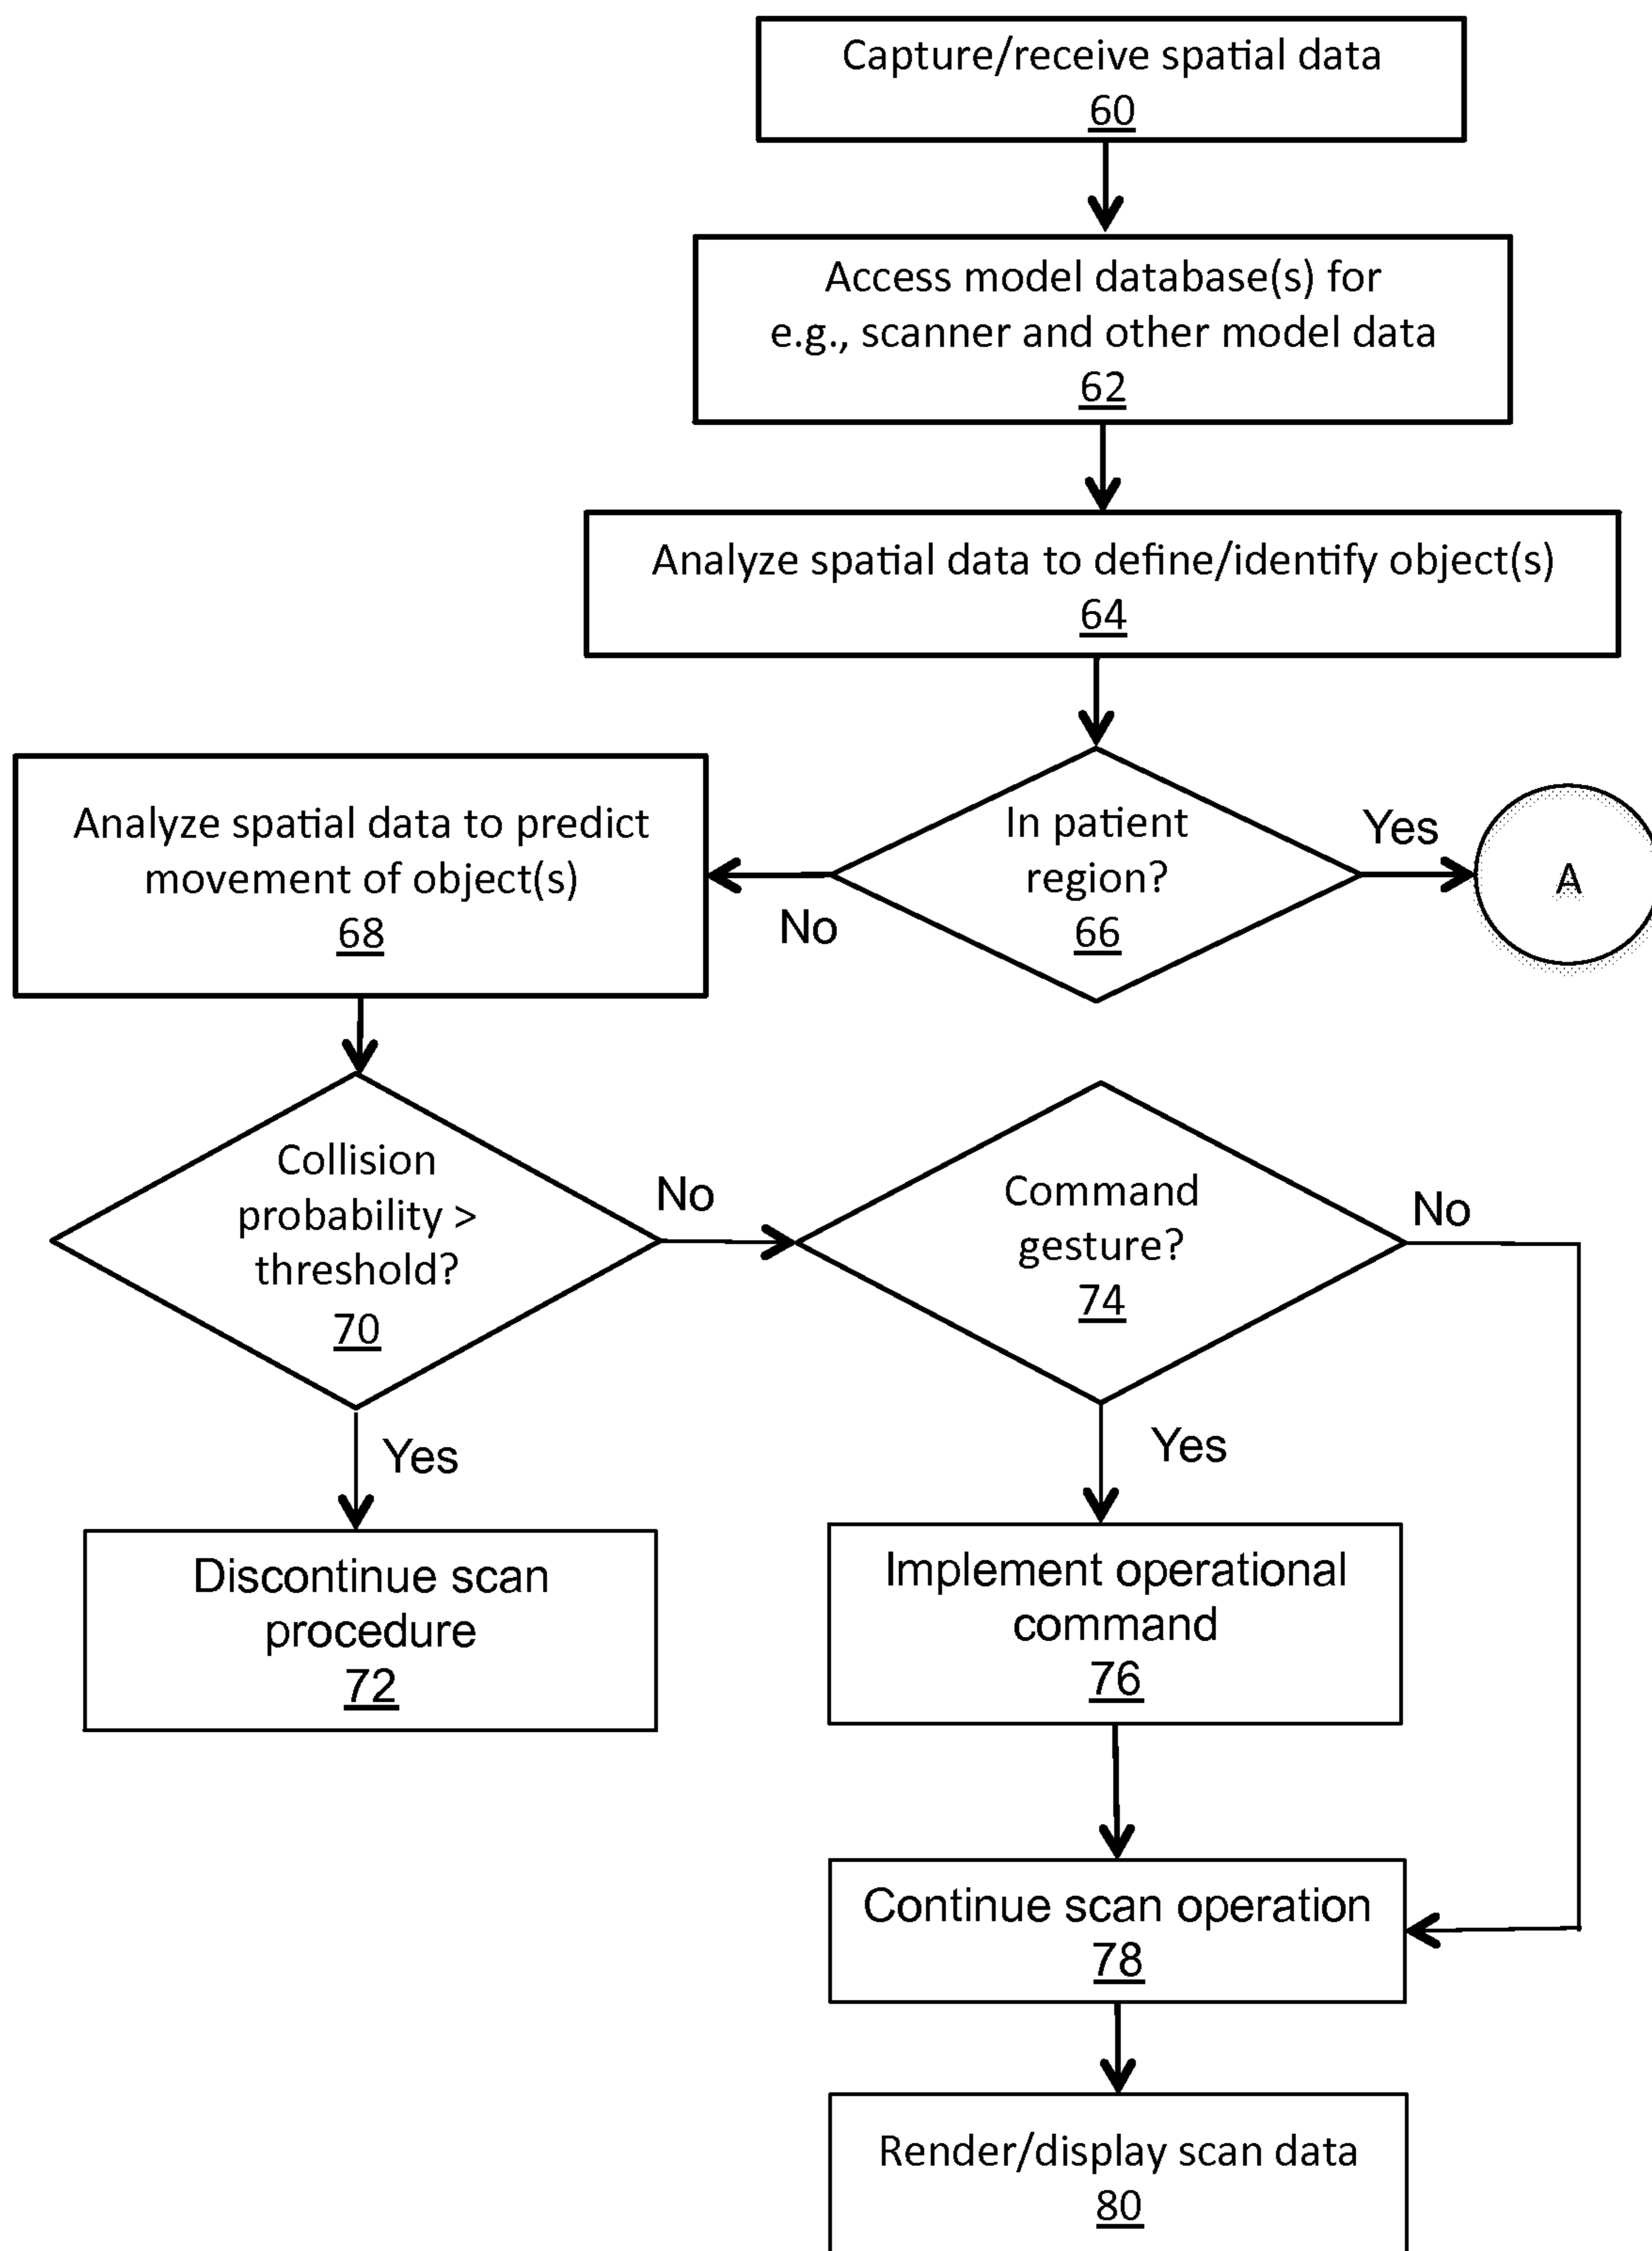 Capture/receive spatial data
60
Access model database(s) for
e.g., scanner and other model data
62
Analyze spatial data to define/identify object(s)
64
In patient
region?
66
Yes
A
No
Analyze spatial data to predict
movement of object(s)
68
Collision
probability >
threshold?
70
No
Command
gesture?
74
No
Yes
Discontinue scan
procedure
72
Yes
Implement operational
command
76
Continue scan operation
78
Render/display scan data
80